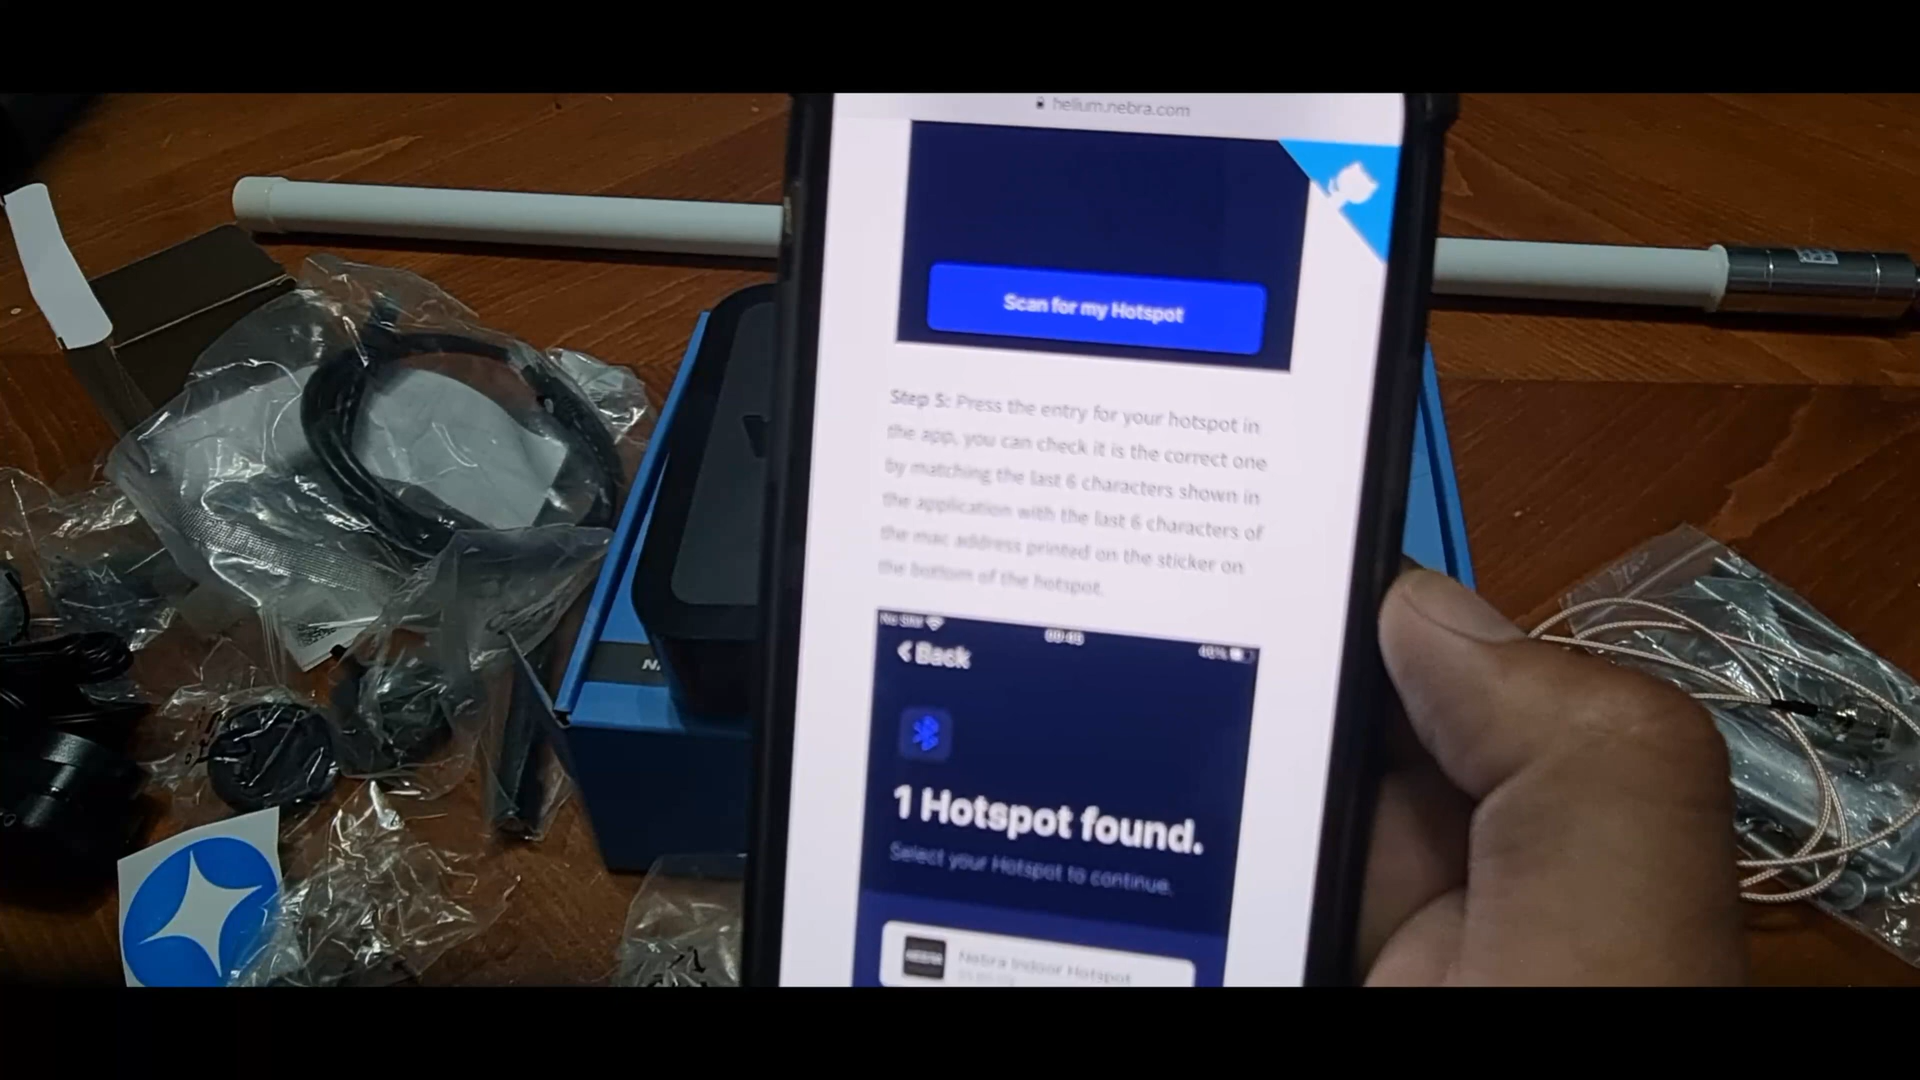 helium.nebra.com
Scan for my Hotspot
Step 5: Press the entry for your hotspot in
the app, you can check it is the correct one
by matching the last 6 characters shown in
the application with the last 6 characters of
the mac address printed on the sticker on
the bottom of the hotspot.
No SIM
Back
1 Hotspot found.
Select your Hotspot to continue.
Nebra Indoor Hotspot